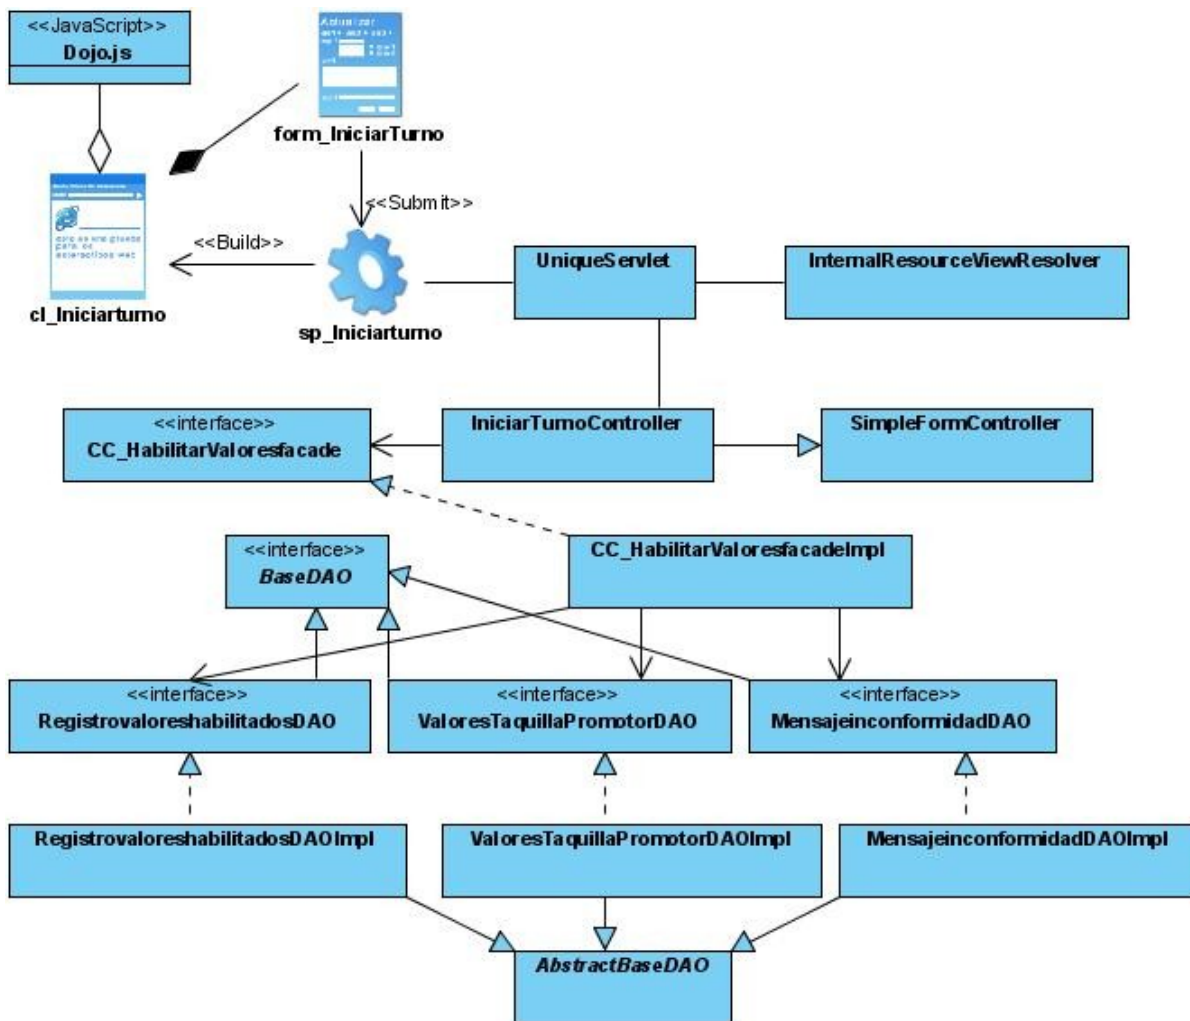 <<JavaScript>>
Dojo.js
Actualizar
form_IniciarTurno
<<Submit>>
<<Build>>
cl_Iniciarturno
sp_Iniciarturno
UniqueServlet
InternalResourceViewResolver
<<interface>>
CC_HabilitarValoresfacade
IniciarTurnoController
SimpleFormController
<<interface>>
BaseDAO
CC_HabilitarValoresfacadeImpl
<<interface>>
RegistrovaloreshabilitadosDAO
<<interface>>
ValoresTaquillaPromotorDAO
<<interface>>
MensajeinconformidadDAO
RegistrovaloreshabilitadosDAOImpl
ValoresTaquillaPromotorDAOImpl
MensajeinconformidadDAOImpl
AbstractBaseDAO